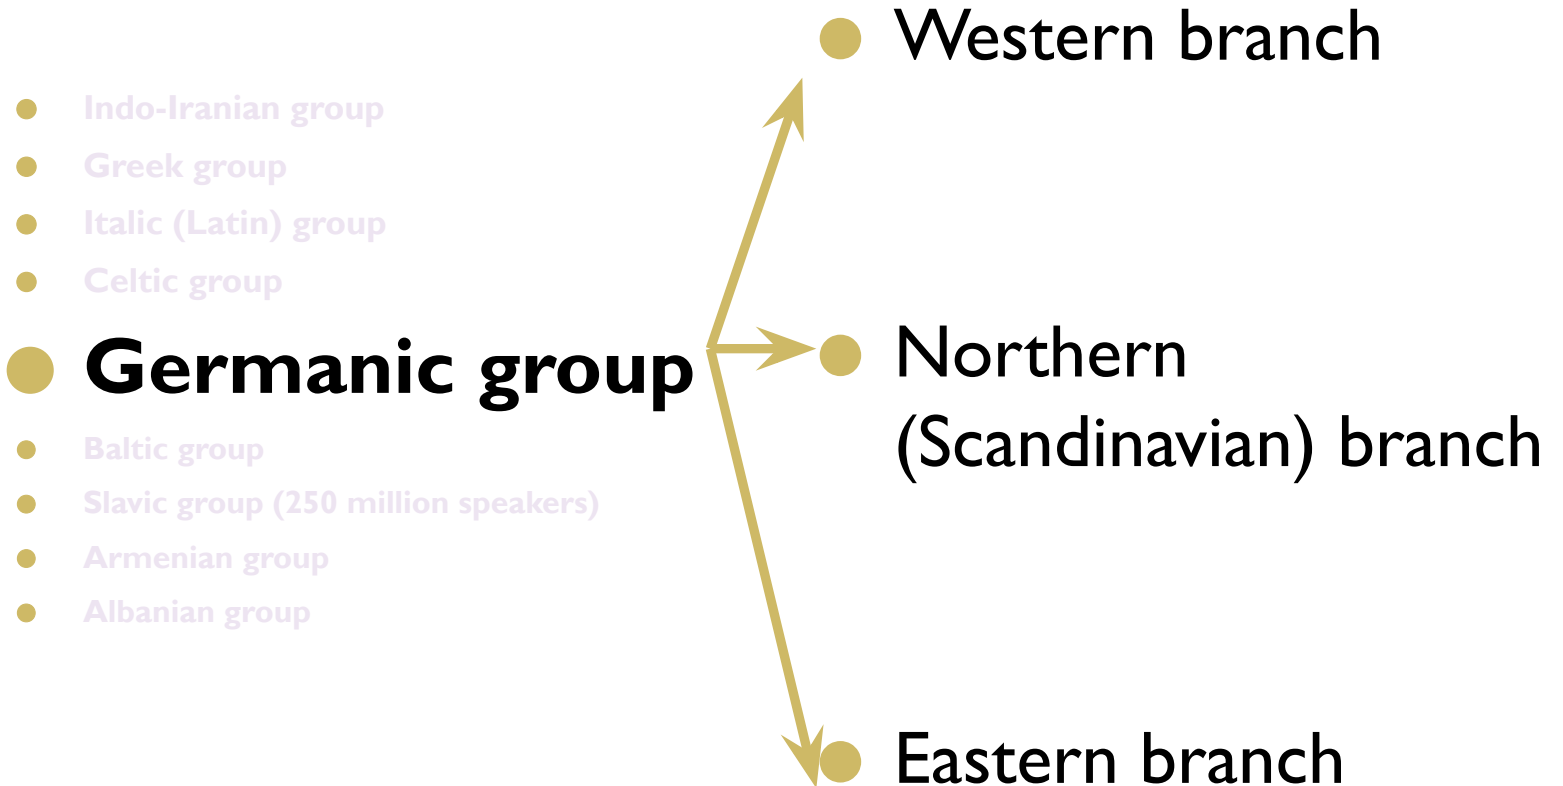 Indo-Iranian group
Greek group
Italic (Latin) group
Celtic group
Germanic group
Baltic group
Slavic group (250 million speakers)
Armenian group
Albanian group
Western branch
Northern
(Scandinavian) branch
Eastern branch